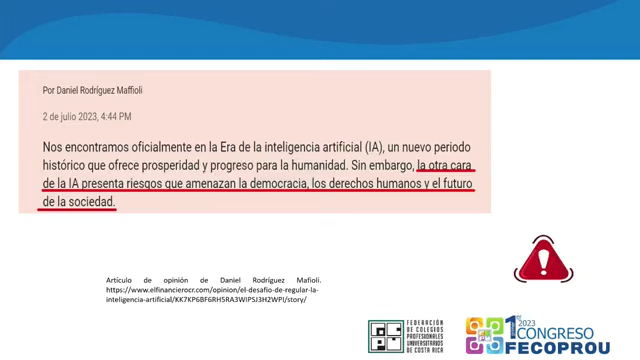 Por Daniel Rodríguez Maffioli
2 de julio 2023, 4:44 PM
Nos encontramos oficialmente en la Era de la inteligencia artificial (IA), un nuevo periodo
histórico que ofrece prosperidad y progreso para la humanidad. Sin embargo, la otra cara
de la IA presenta riesgos que amenazan la democracia, los derechos humanos y el futuro
de la sociedad.
Artículo de opinión de Daniel Rodríguez Mafioli.
https://www.elfinancierocr.com/opinion/el-desafio-de-regular-la-
inteligencia-artificial/KK7KP6BF6RH5RA3WIPSJ3H2WPI/story/
FEDERACIÓN
DE COLEGIOS
PROFESIONALES
UNIVERSITARIOS
DE COSTA RICA
1er 2023
CONGRESO
FECOPROU